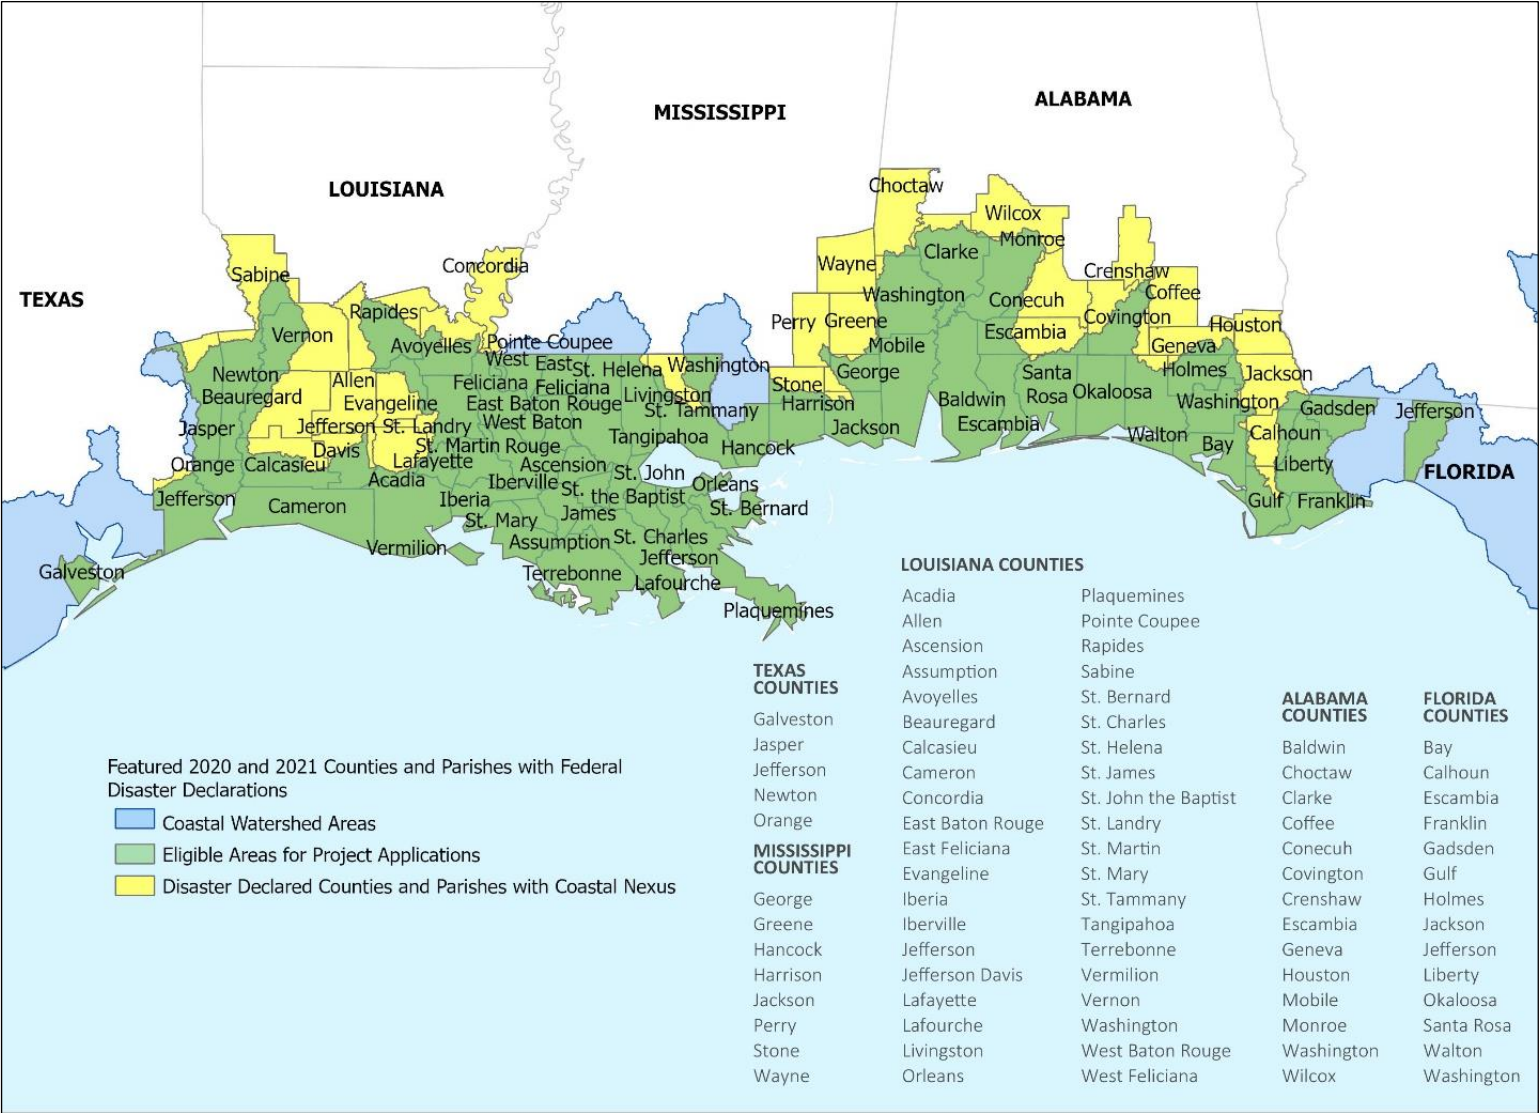 MISSISSIPPI
ALABAMA
LOUISIANA
TEXAS
FLORIDA
Choctaw
Wilcox
Monroe
Clarke
Concordia
Wayne
Sabine
Crenshaw
Coffee
Washington
Conecuh
Rapides
Covington
Perry
Greene
Houston
Vernon
Escambia
Pointe Coupee
Avoyelles
Mobile
Geneva
West
East
St. Helena
Washington
Holmes
Newton
George
Santa
Rosa
Jackson
Allen
Feliciana
Feliciana
Stone
Beauregard
Livingston
Okaloosa
Evangeline
East Baton Rouge
Harrison
Baldwin
Washington
Gadsden
Jefferson
St. Tammany
Jefferson
Davis
St. Landry
West Baton
Rouge
Jasper
Jackson
Escambia
Tangipahoa
Walton
Calhoun
St. Martin
Hancock
Bay
Orange
Calcasieu
Lafayette
Ascension
St. John
the Baptist
Liberty
Acadia
Iberville
Orleans
Jefferson
Cameron
Iberia
St.
James
St. Bernard
Gulf
Franklin
St. Mary
Vermilion
Assumption
St. Charles
Jefferson
Galveston
Terrebonne
Lafourche
Plaquemines
Featured 2020 and 2021 Counties and Parishes with Federal
Disaster Declarations
Coastal Watershed Areas
Eligible Areas for Project Applications
Disaster Declared Counties and Parishes with Coastal Nexus
TEXAS
COUNTIES
Galveston
Jasper
Jefferson
Newton
Orange
MISSISSIPPI
COUNTIES
George
Greene
Hancock
Harrison
Jackson
Perry
Stone
Wayne
LOUISIANA COUNTIES
Acadia
Allen
Ascension
Assumption
Avoyelles
Beauregard
Calcasieu
Cameron
Concordia
East Baton Rouge
East Feliciana
Evangeline
Iberia
Iberville
Jefferson
Jefferson Davis
Lafayette
Lafourche
Livingston
Orleans
Plaquemines
Pointe Coupee
Rapides
Sabine
St. Bernard
St. Charles
St. Helena
St. James
St. John the Baptist
St. Landry
St. Martin
St. Mary
St. Tammany
Tangipahoa
Terrebonne
Vermilion
Vernon
Washington
West Baton Rouge
West Feliciana
ALABAMA
COUNTIES
Baldwin
Choctaw
Clarke
Coffee
Conecuh
Covington
Crenshaw
Escambia
Geneva
Houston
Mobile
Monroe
Washington
Wilcox
FLORIDA
COUNTIES
Bay
Calhoun
Escambia
Franklin
Gadsden
Gulf
Holmes
Jackson
Jefferson
Liberty
Okaloosa
Santa Rosa
Walton
Washington